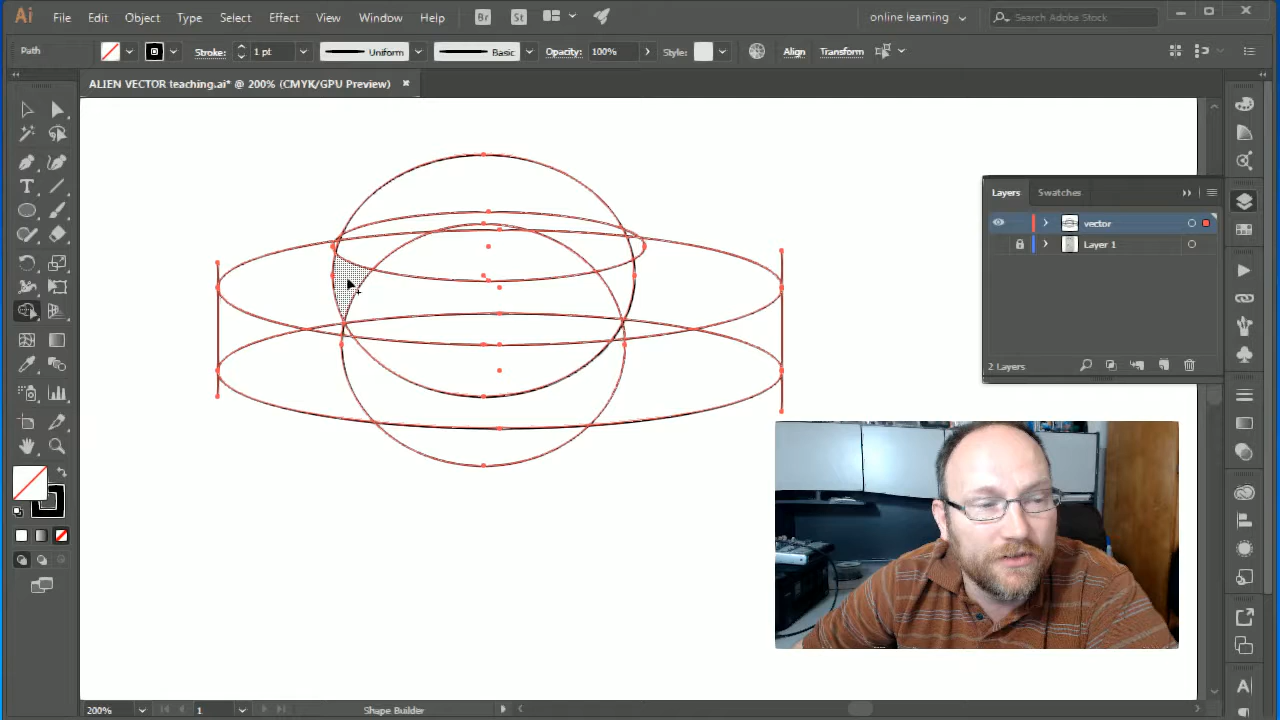 Ai File Edit Object Type Select Effect View Window Help Br St online learning Search Adobe Stock
Path Stroke: 1 pt Uniform Basic Opacity: 100% Style: Align Transform
ALIEN VECTOR teaching.ai* @ 200% (CMYK/GPU Preview) ×
Layers Swatches
vector
Layer 1
2 Layers
200% 1 Shape Builder